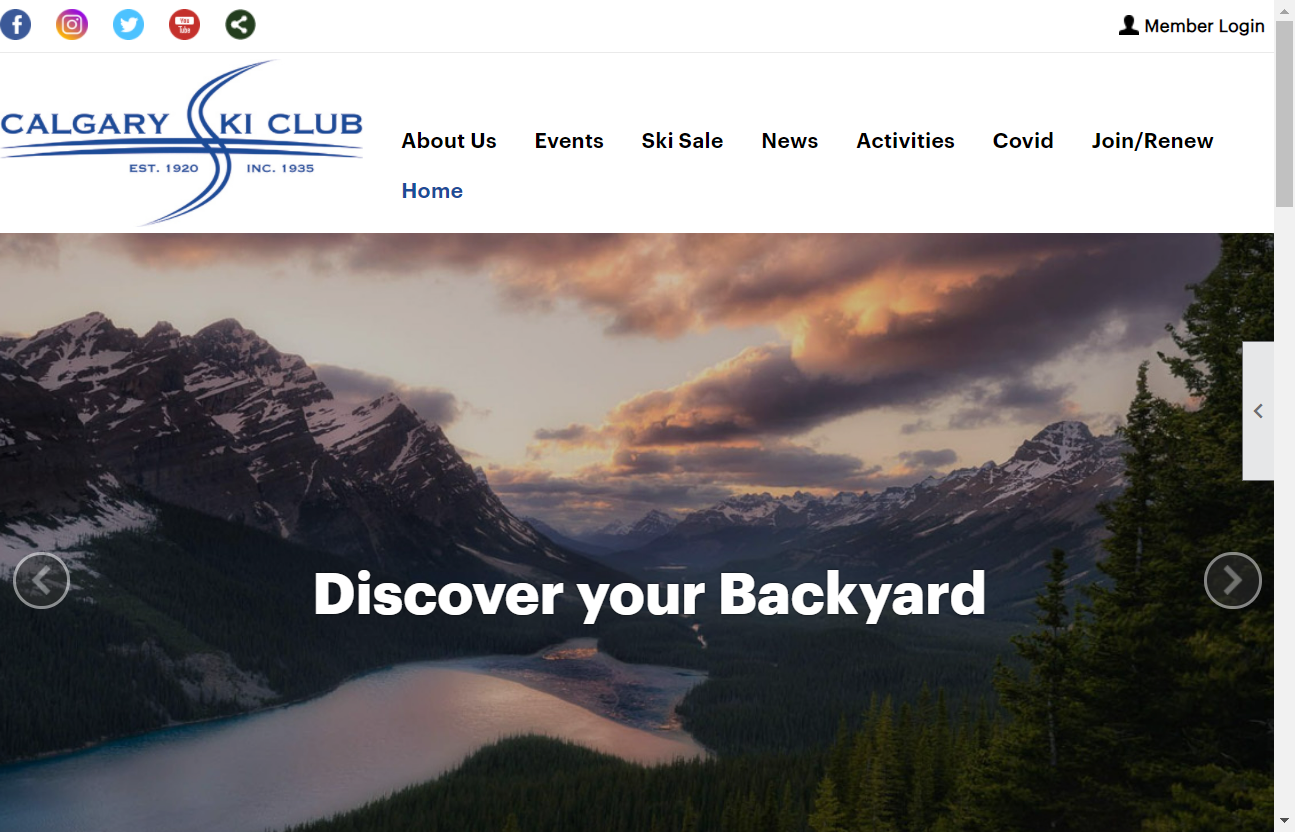 You
Tube
Member Login
CALGARY SKI CLUB
EST. 1920 INC. 1935
About Us Events Ski Sale News Activities Covid Join/Renew
Home
Discover your Backyard